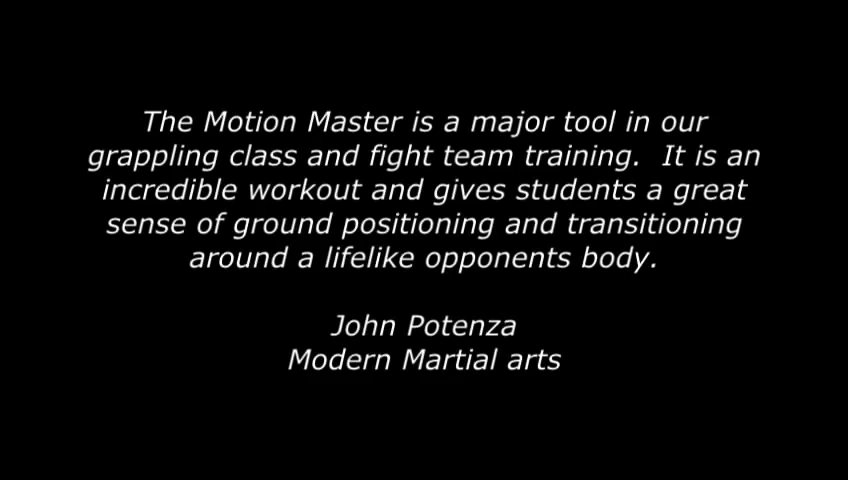 The Motion Master is a major tool in our
grappling class and fight team training.  It is an
incredible workout and gives students a great
sense of ground positioning and transitioning
around a lifelike opponents body.
John Potenza
Modern Martial arts